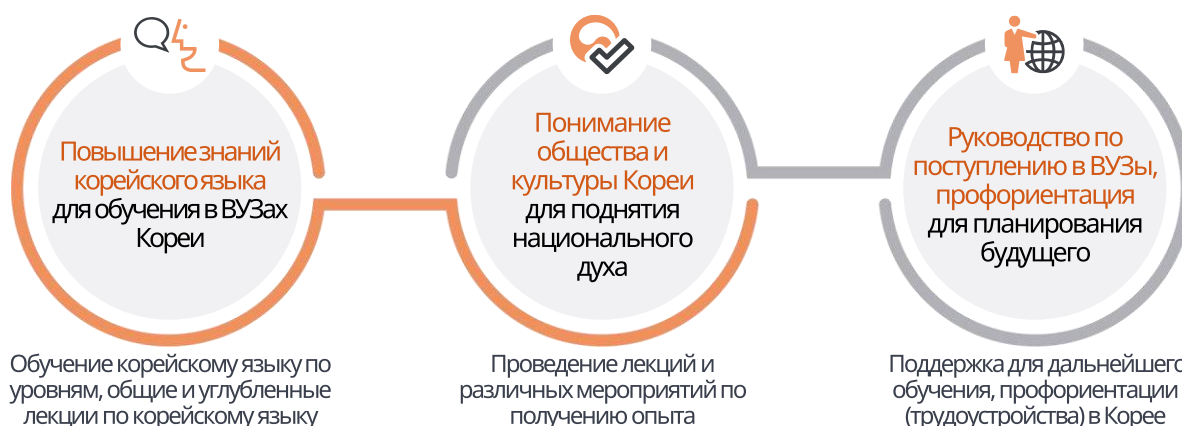 Повышение знаний
корейского языка
для обучения в ВУЗах
Кореи
Обучение корейскому языку по
уровням, общие и углубленные
лекции по корейскому языку
Понимание
общества и
культуры Кореи
для поднятия
национального
духа
Проведение лекций и
различных мероприятий по
получению опыта
Руководство по
поступлению в ВУЗы,
профориентация
для планирования
будущего
Поддержка для дальнейшего
обучения, профориентации
(трудоустройства) в Корее